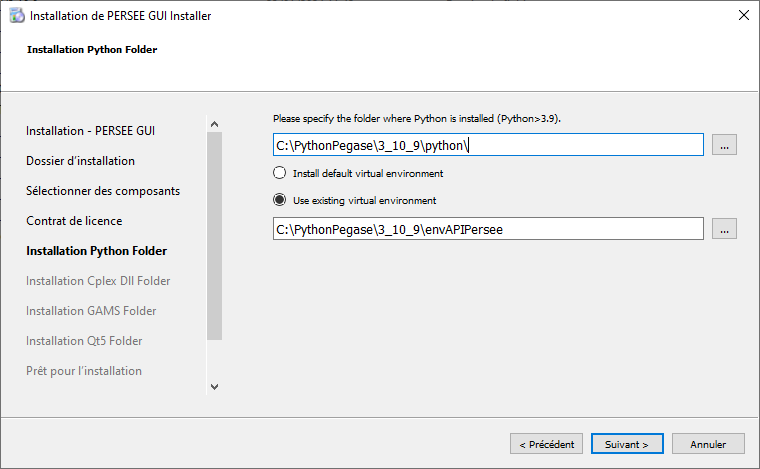 Installation de PERSEE GUI Installer
Installation Python Folder
Installation - PERSEE GUI
Dossier d'installation
Sélectionner des composants
Contrat de licence
Installation Python Folder
Installation Cplex Dll Folder
Installation GAMS Folder
Installation Qt5 Folder
Prêt pour l'installation
Please specify the folder where Python is installed (Python>3.9).
C:\PythonPegase\3_10_9\python\
...
Install default virtual environment
Use existing virtual environment
C:\PythonPegase\3_10_9\envAPIPersee
...
< Précédent
Suivant >
Annuler